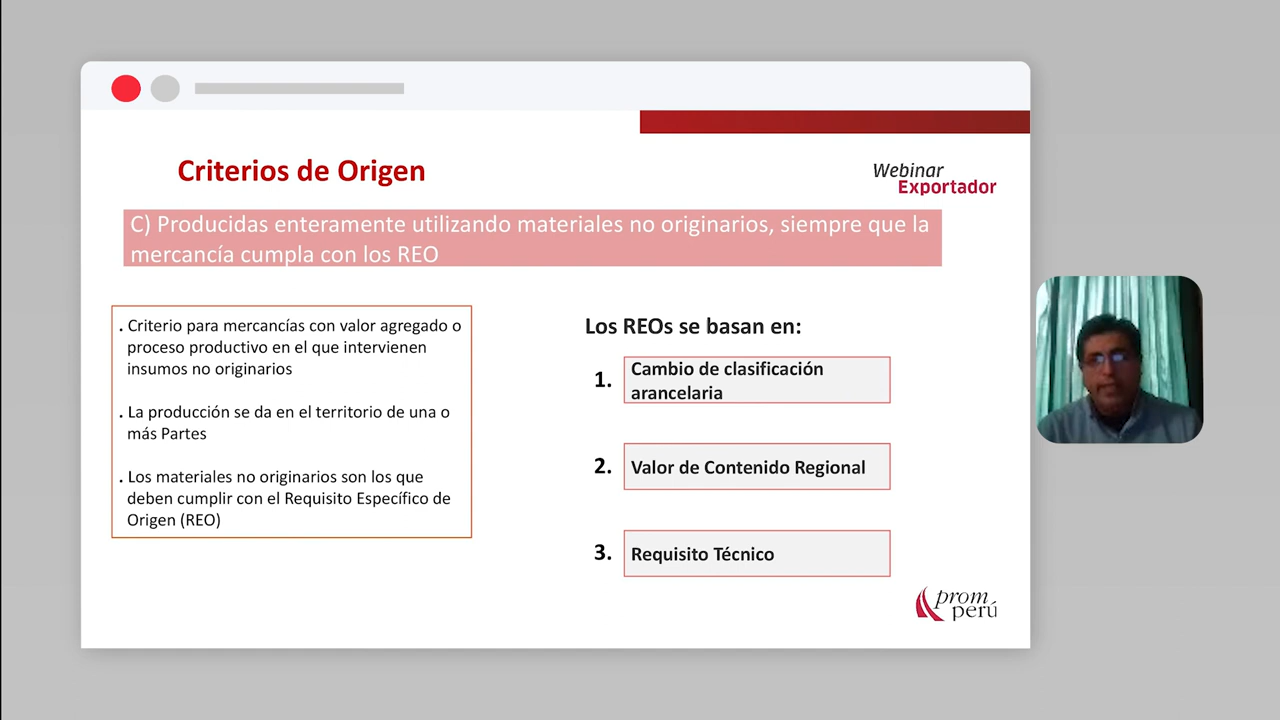 Criterios de Origen
Webinar
Exportador
C) Producidas enteramente utilizando materiales no originarios, siempre que la
mercancía cumpla con los REO
. Criterio para mercancías con valor agregado o
proceso productivo en el que intervienen
insumos no originarios
. La producción se da en el territorio de una o
más Partes
. Los materiales no originarios son los que
deben cumplir con el Requisito Específico de
Origen (REO)
Los REOs se basan en:
1. Cambio de clasificación
arancelaria
2. Valor de Contenido Regional
3. Requisito Técnico
prom
perú